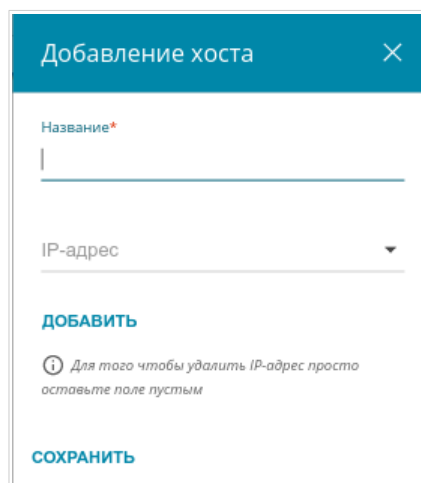 Добавление хоста
Название*
IP-адрес
ДОБАВИТЬ
Для того чтобы удалить IP-адрес просто
оставьте поле пустым
СОХРАНИТЬ